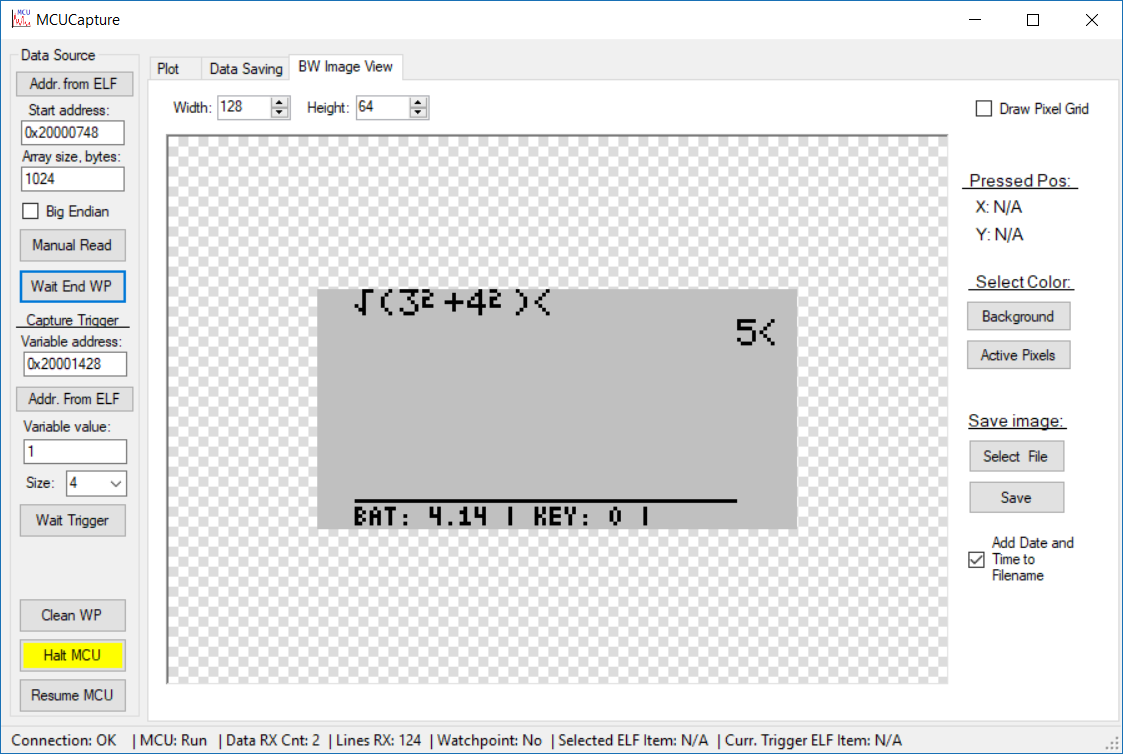 MCU
MCUCapture
Data Source
Addr. from ELF
Start address:
0x20000748
Array size, bytes:
1024
Big Endian
Manual Read
Wait End WP
Capture Trigger
Variable address:
0x20001428
Addr. From ELF
Variable value:
1
Size: 4
Wait Trigger
Clean WP
Halt MCU
Resume MCU
Plot Data Saving BW Image View
Width: 128 Height: 64
Draw Pixel Grid
√(3²+4²)<
5<
BAT: 4.14 | KEY: 0 |
Pressed Pos:
X: N/A
Y: N/A
Select Color:
Background
Active Pixels
Save image:
Select File
Save
Add Date and
Time to
Filename
Connection: OK | MCU: Run | Data RX Cnt: 2 | Lines RX: 124 | Watchpoint: No | Selected ELF Item: N/A | Curr. Trigger ELF Item: N/A